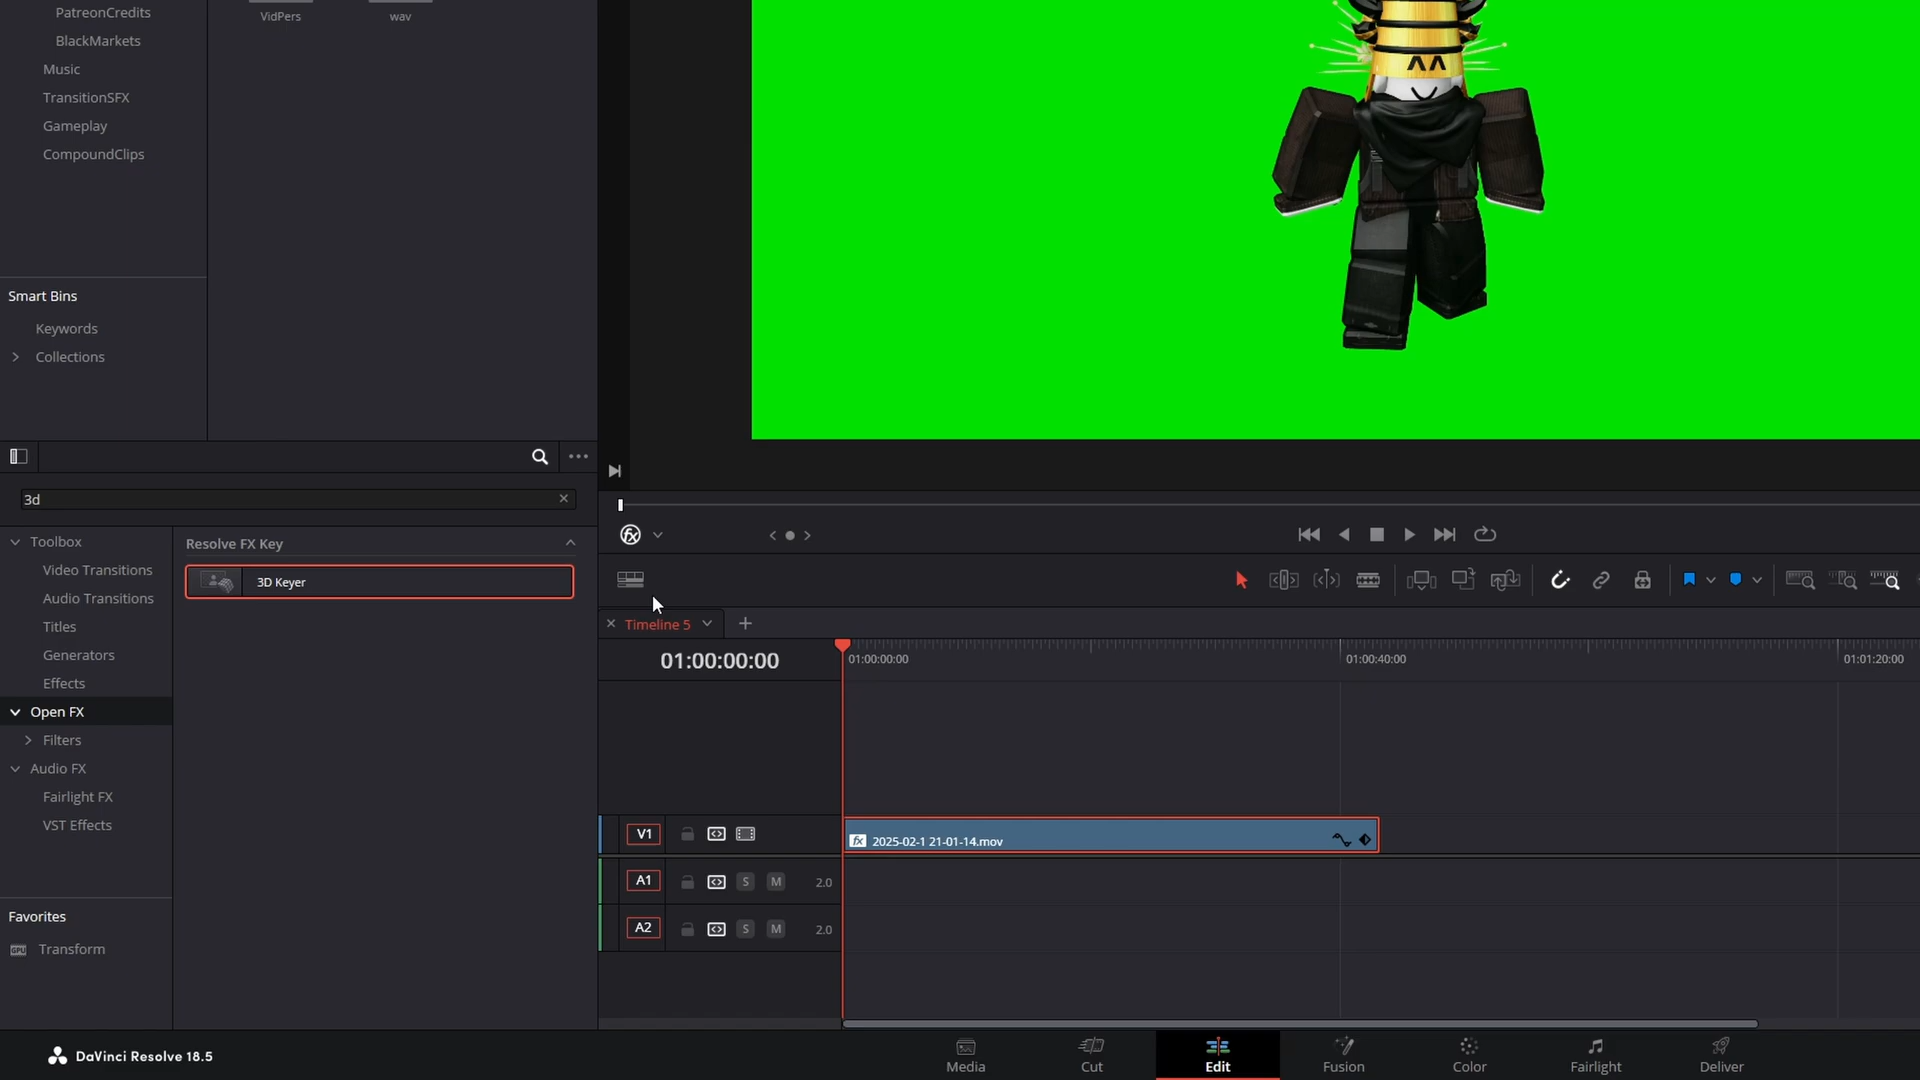 PatreonCredits
BlackMarkets
Music
TransitionSFX
Gameplay
CompoundClips
VidPers
wav
Smart Bins
Keywords
Collections
3d
Toolbox
Video Transitions
Audio Transitions
Titles
Generators
Effects
Open FX
Filters
Audio FX
Fairlight FX
VST Effects
Favorites
Transform
Resolve FX Key
3D Keyer
Timeline 5
01:00:00:00
01:00:00:00
01:00:40:00
01:01:20:00
V1
fx 2025-02-1 21-01-14.mov
A1
S
M
2.0
A2
S
M
2.0
DaVinci Resolve 18.5
Media
Cut
Edit
Fusion
Color
Fairlight
Deliver